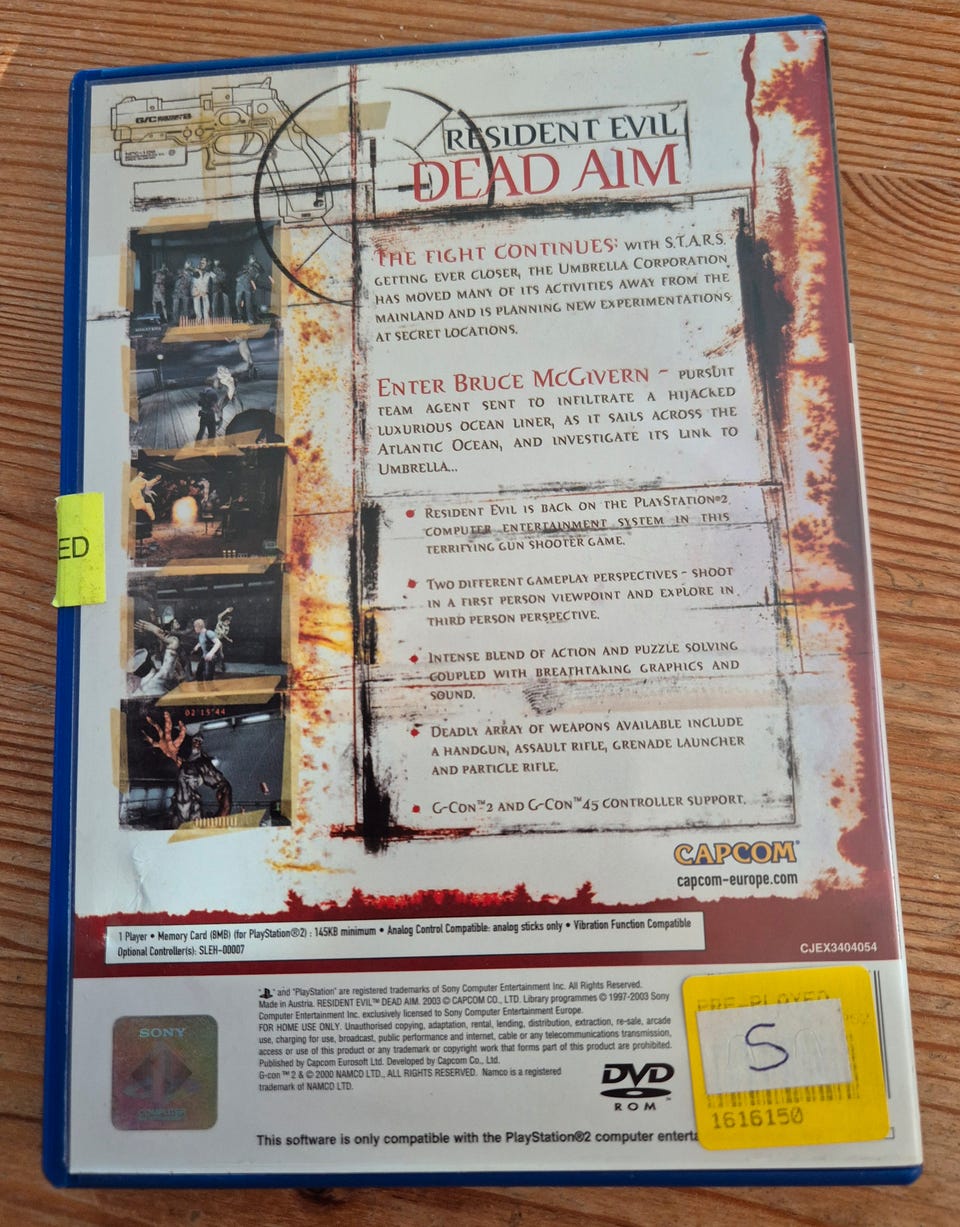 G/C
RESIDENT EVIL
DEAD AIM
THE FIGHT CONTINUES: WITH S.T.A.R.S.
GETTING EVER CLOSER, THE UMBRELLA CORPORATION
HAS MOVED MANY OF ITS ACTIVITIES AWAY FROM THE
MAINLAND AND IS PLANNING NEW EXPERIMENTATIONS
AT SECRET LOCATIONS.
ENTER BRUCE MCGIVERN - PURSUIT
TEAM AGENT SENT TO INFILTRATE A HIJACKED
LUXURIOUS OCEAN LINER, AS IT SAILS ACROSS THE
ATLANTIC OCEAN, AND INVESTIGATE ITS LINK TO
UMBRELLA...
ED
RESIDENT EVIL IS BACK ON THE PLAYSTATION®2
COMPUTER ENTERTAINMENT SYSTEM IN THIS
TERRIFYING GUN SHOOTER GAME.
TWO DIFFERENT GAMEPLAY PERSPECTIVES - SHOOT
IN A FIRST PERSON VIEWPOINT AND EXPLORE IN
THIRD PERSON PERSPECTIVE.
INTENSE BLEND OF ACTION AND PUZZLE SOLVING
COUPLED WITH BREATHTAKING GRAPHICS AND
SOUND.
02'15"44
DEADLY ARRAY OF WEAPONS AVAILABLE INCLUDE
A HANDGUN, ASSAULT RIFLE, GRENADE LAUNCHER
AND PARTICLE RIFLE.
G-CON™2 AND G-CON™45 CONTROLLER SUPPORT.
CAPCOM®
capcom-europe.com
1 Player • Memory Card (8MB) (for PlayStation®2) : 145KB minimum • Analog Control Compatible: analog sticks only • Vibration Function Compatible
Optional Controller(s): SLEH-00007
CJEX3404054
" and "PlayStation" are registered trademarks of Sony Computer Entertainment Inc. All Rights Reserved.
Made in Austria. RESIDENT EVIL™ DEAD AIM. 2003 © CAPCOM CO., LTD. Library programmes © 1997-2003 Sony
Computer Entertainment Inc. exclusively licensed to Sony Computer Entertainment Europe.
FOR HOME USE ONLY. Unauthorised copying, adaptation, rental, lending, distribution, extraction, re-sale, arcade
use, charging for use, broadcast, public performance and internet, cable or any telecommunications transmission,
access or use of this product or any trademark or copyright work that forms part of this product are prohibited.
Published by Capcom Eurosoft Ltd. Developed by Capcom Co., Ltd.
G-con™ 2 & © 2000 NAMCO LTD., ALL RIGHTS RESERVED. Namco is a registered
trademark of NAMCO LTD.
SONY
COMPUTER
DVD
ROM
PRE-PLAYED
S
1616150
This software is only compatible with the PlayStation®2 computer enterta